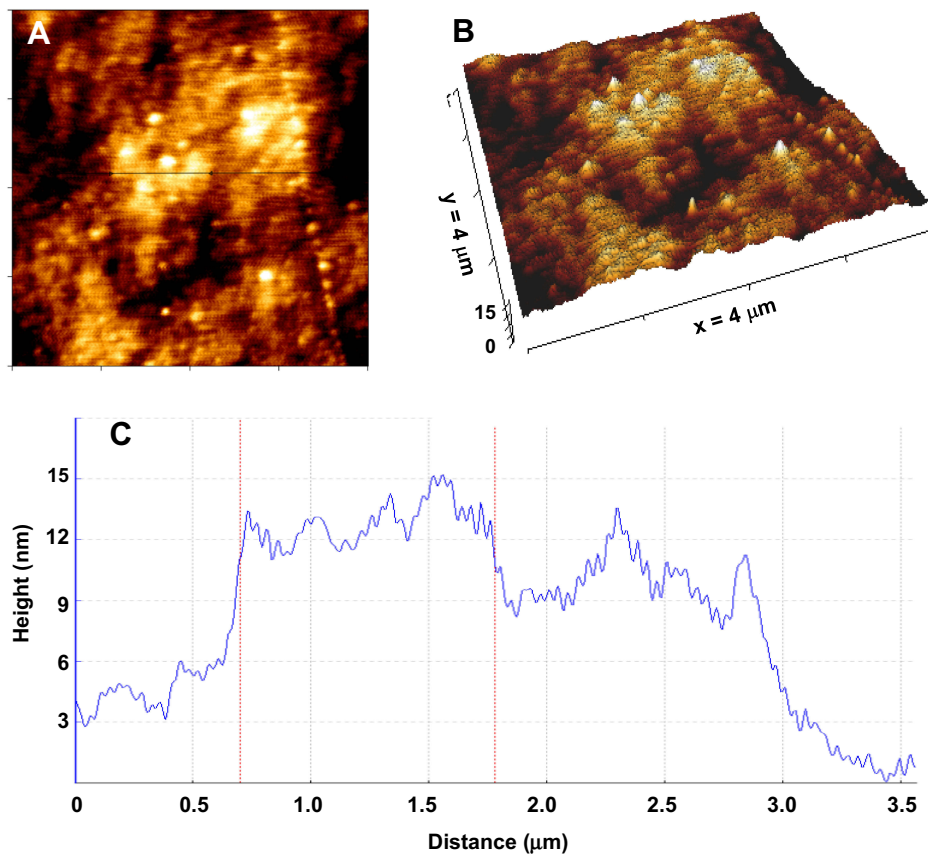 A
B
y = 4 μm
15
0
x = 4 μm
C
Height (nm)
15
12
9
6
3
0
0.5
1.0
1.5
2.0
2.5
3.0
3.5
Distance (μm)